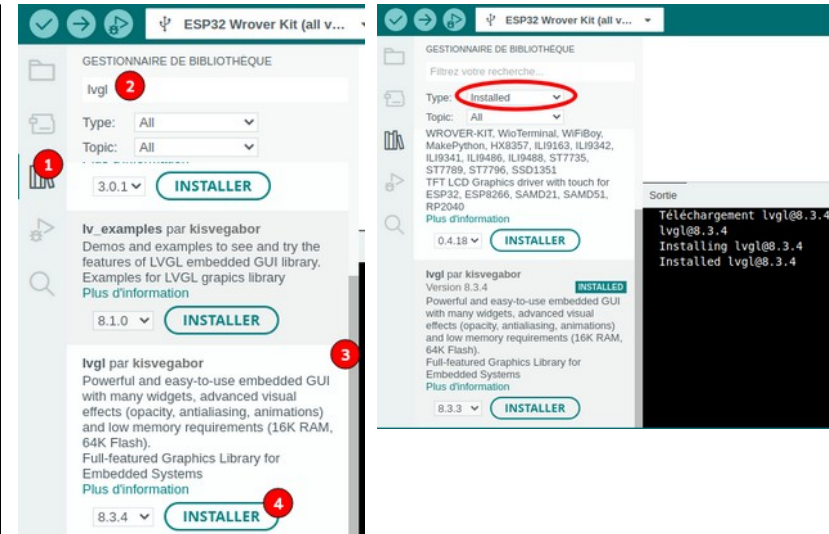 ESP32 Wrover Kit (all v...
GESTIONNAIRE DE BIBLIOTHÈQUE
lvgl
2
Type: All
Topic: All
1
3.0.1 INSTALLER
lv_examples par kisvegabor
Demos and examples to see and try the
features of LVGL embedded GUI library.
Examples for LVGL grapics library
Plus d'information
8.1.0 INSTALLER
3
lvgl par kisvegabor
Powerful and easy-to-use embedded GUI
with many widgets, advanced visual
effects (opacity, antialiasing, animations)
and low memory requirements (16K RAM,
64K Flash).
Full-featured Graphics Library for
Embedded Systems
Plus d'information
4
8.3.4 INSTALLER
ESP32 Wrover Kit (all v...
GESTIONNAIRE DE BIBLIOTHÈQUE
Filtrez votre recherche...
Type: Installed
Topic: All
WROVER-KIT, WioTerminal, WiFiBoy,
MakePython, HX8357, ILI9163, ILI9342,
ILI9341, ILI9486, ILI9488, ST7735,
ST7789, ST7796, SSD1351
TFT LCD Graphics driver with touch for
ESP32, ESP8266, SAMD21, SAMD51,
RP2040
Plus d'information
0.4.18 INSTALLER
lvgl par kisvegabor
Version 8.3.4 INSTALLED
Powerful and easy-to-use embedded GUI
with many widgets, advanced visual
effects (opacity, antialiasing, animations)
and low memory requirements (16K RAM,
64K Flash).
Full-featured Graphics Library for
Embedded Systems
Plus d'information
8.3.3 INSTALLER
Sortie
Téléchargement lvgl@8.3.4
lvgl@8.3.4
Installing lvgl@8.3.4
Installed lvgl@8.3.4